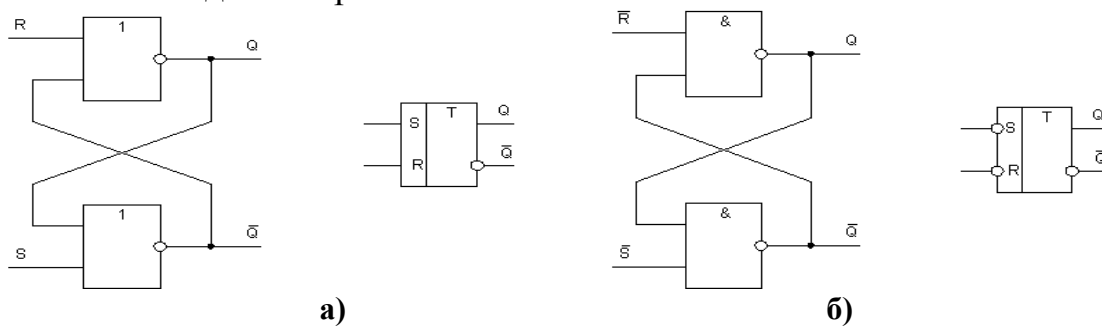 R 1 Q R̅ & Q
S T Q S T Q
R Q̅ R Q̅
1 &
S Q̅ S̅ Q̅
а) б)